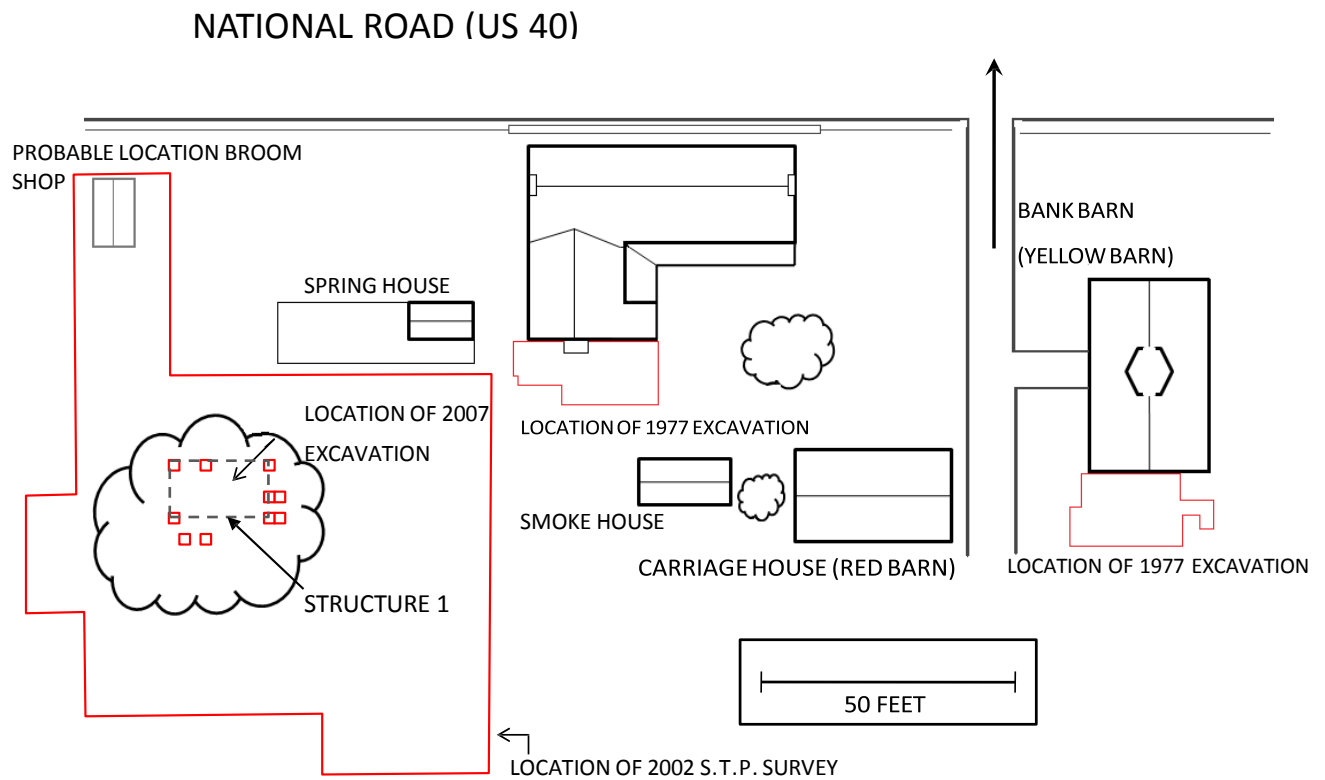 NATIONAL ROAD (US 40)
PROBABLE LOCATION BROOM
SHOP
BANK BARN
(YELLOW BARN)
SPRING HOUSE
LOCATION OF 2007
EXCAVATION
LOCATION OF 1977 EXCAVATION
SMOKE HOUSE
CARRIAGE HOUSE (RED BARN)
LOCATION OF 1977 EXCAVATION
STRUCTURE 1
50 FEET
LOCATION OF 2002 S.T.P. SURVEY